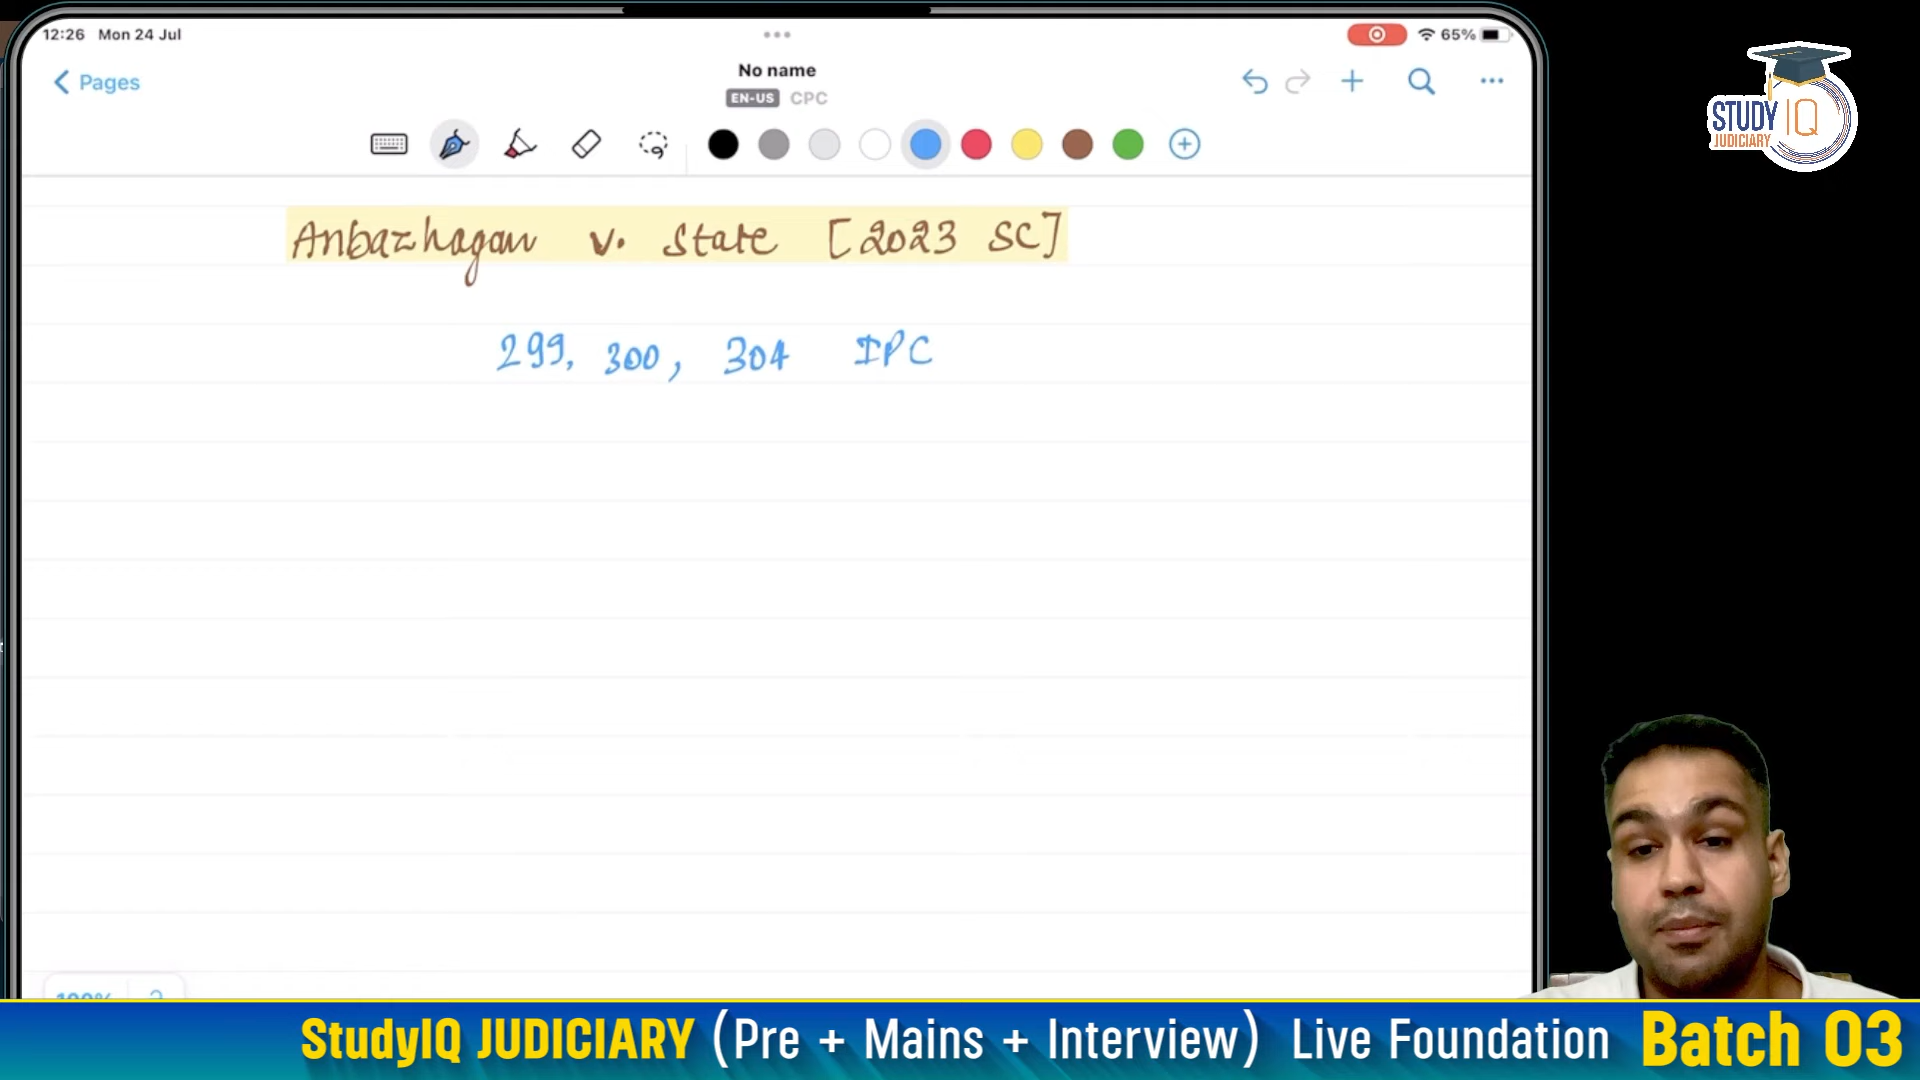 12:26 Mon 24 Jul
65%
Pages
No name
EN-US CPC
STUDY IQ
JUDICIARY
Anbazhagan v. State [2023 SC]
299, 300, 304 IPC
100%
StudyIQ JUDICIARY (Pre + Mains + Interview) Live Foundation Batch 03